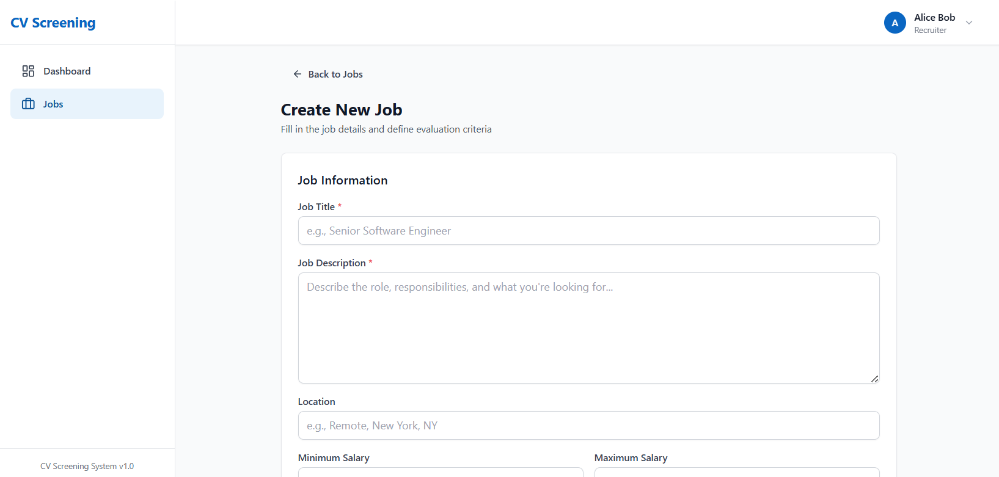 CV Screening
Alice Bob
A
Recruiter
Dashboard
Jobs
Back to Jobs
Create New Job
Fill in the job details and define evaluation criteria
Job Information
Job Title *
e.g., Senior Software Engineer
Job Description *
Describe the role, responsibilities, and what you're looking for...
Location
e.g., Remote, New York, NY
Minimum Salary
Maximum Salary
CV Screening System v1.0